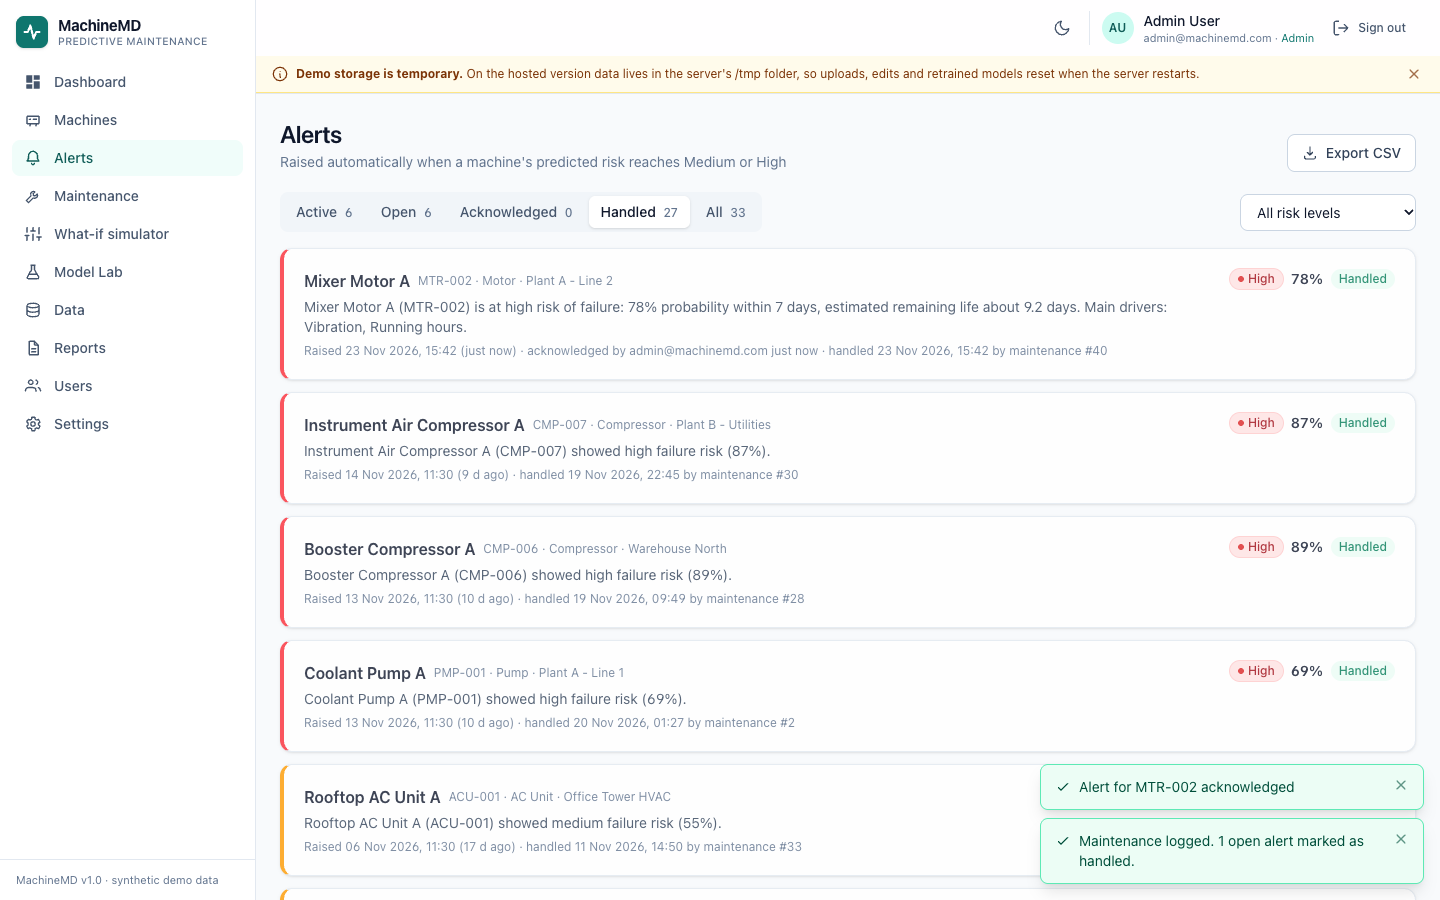 MachineMD
PREDICTIVE MAINTENANCE
Dashboard
Machines
Alerts
Maintenance
What-if simulator
Model Lab
Data
Reports
Users
Settings
MachineMD v1.0 · synthetic demo data
AU
Admin User
admin@machinemd.com · Admin
Sign out
Demo storage is temporary. On the hosted version data lives in the server's /tmp folder, so uploads, edits and retrained models reset when the server restarts.
Alerts
Raised automatically when a machine's predicted risk reaches Medium or High
Export CSV
Active 6 Open 6 Acknowledged 0 Handled 27 All 33
All risk levels
Mixer Motor A MTR-002 · Motor · Plant A - Line 2
High 78% Handled
Mixer Motor A (MTR-002) is at high risk of failure: 78% probability within 7 days, estimated remaining life about 9.2 days. Main drivers:
Vibration, Running hours.
Raised 23 Nov 2026, 15:42 (just now) · acknowledged by admin@machinemd.com just now · handled 23 Nov 2026, 15:42 by maintenance #40
Instrument Air Compressor A CMP-007 · Compressor · Plant B - Utilities
High 87% Handled
Instrument Air Compressor A (CMP-007) showed high failure risk (87%).
Raised 14 Nov 2026, 11:30 (9 d ago) · handled 19 Nov 2026, 22:45 by maintenance #30
Booster Compressor A CMP-006 · Compressor · Warehouse North
High 89% Handled
Booster Compressor A (CMP-006) showed high failure risk (89%).
Raised 13 Nov 2026, 11:30 (10 d ago) · handled 19 Nov 2026, 09:49 by maintenance #28
Coolant Pump A PMP-001 · Pump · Plant A - Line 1
High 69% Handled
Coolant Pump A (PMP-001) showed high failure risk (69%).
Raised 13 Nov 2026, 11:30 (10 d ago) · handled 20 Nov 2026, 01:27 by maintenance #2
Rooftop AC Unit A ACU-001 · AC Unit · Office Tower HVAC
Rooftop AC Unit A (ACU-001) showed medium failure risk (55%).
Raised 06 Nov 2026, 11:30 (17 d ago) · handled 11 Nov 2026, 14:50 by maintenance #33
Alert for MTR-002 acknowledged
Maintenance logged. 1 open alert marked as
handled.